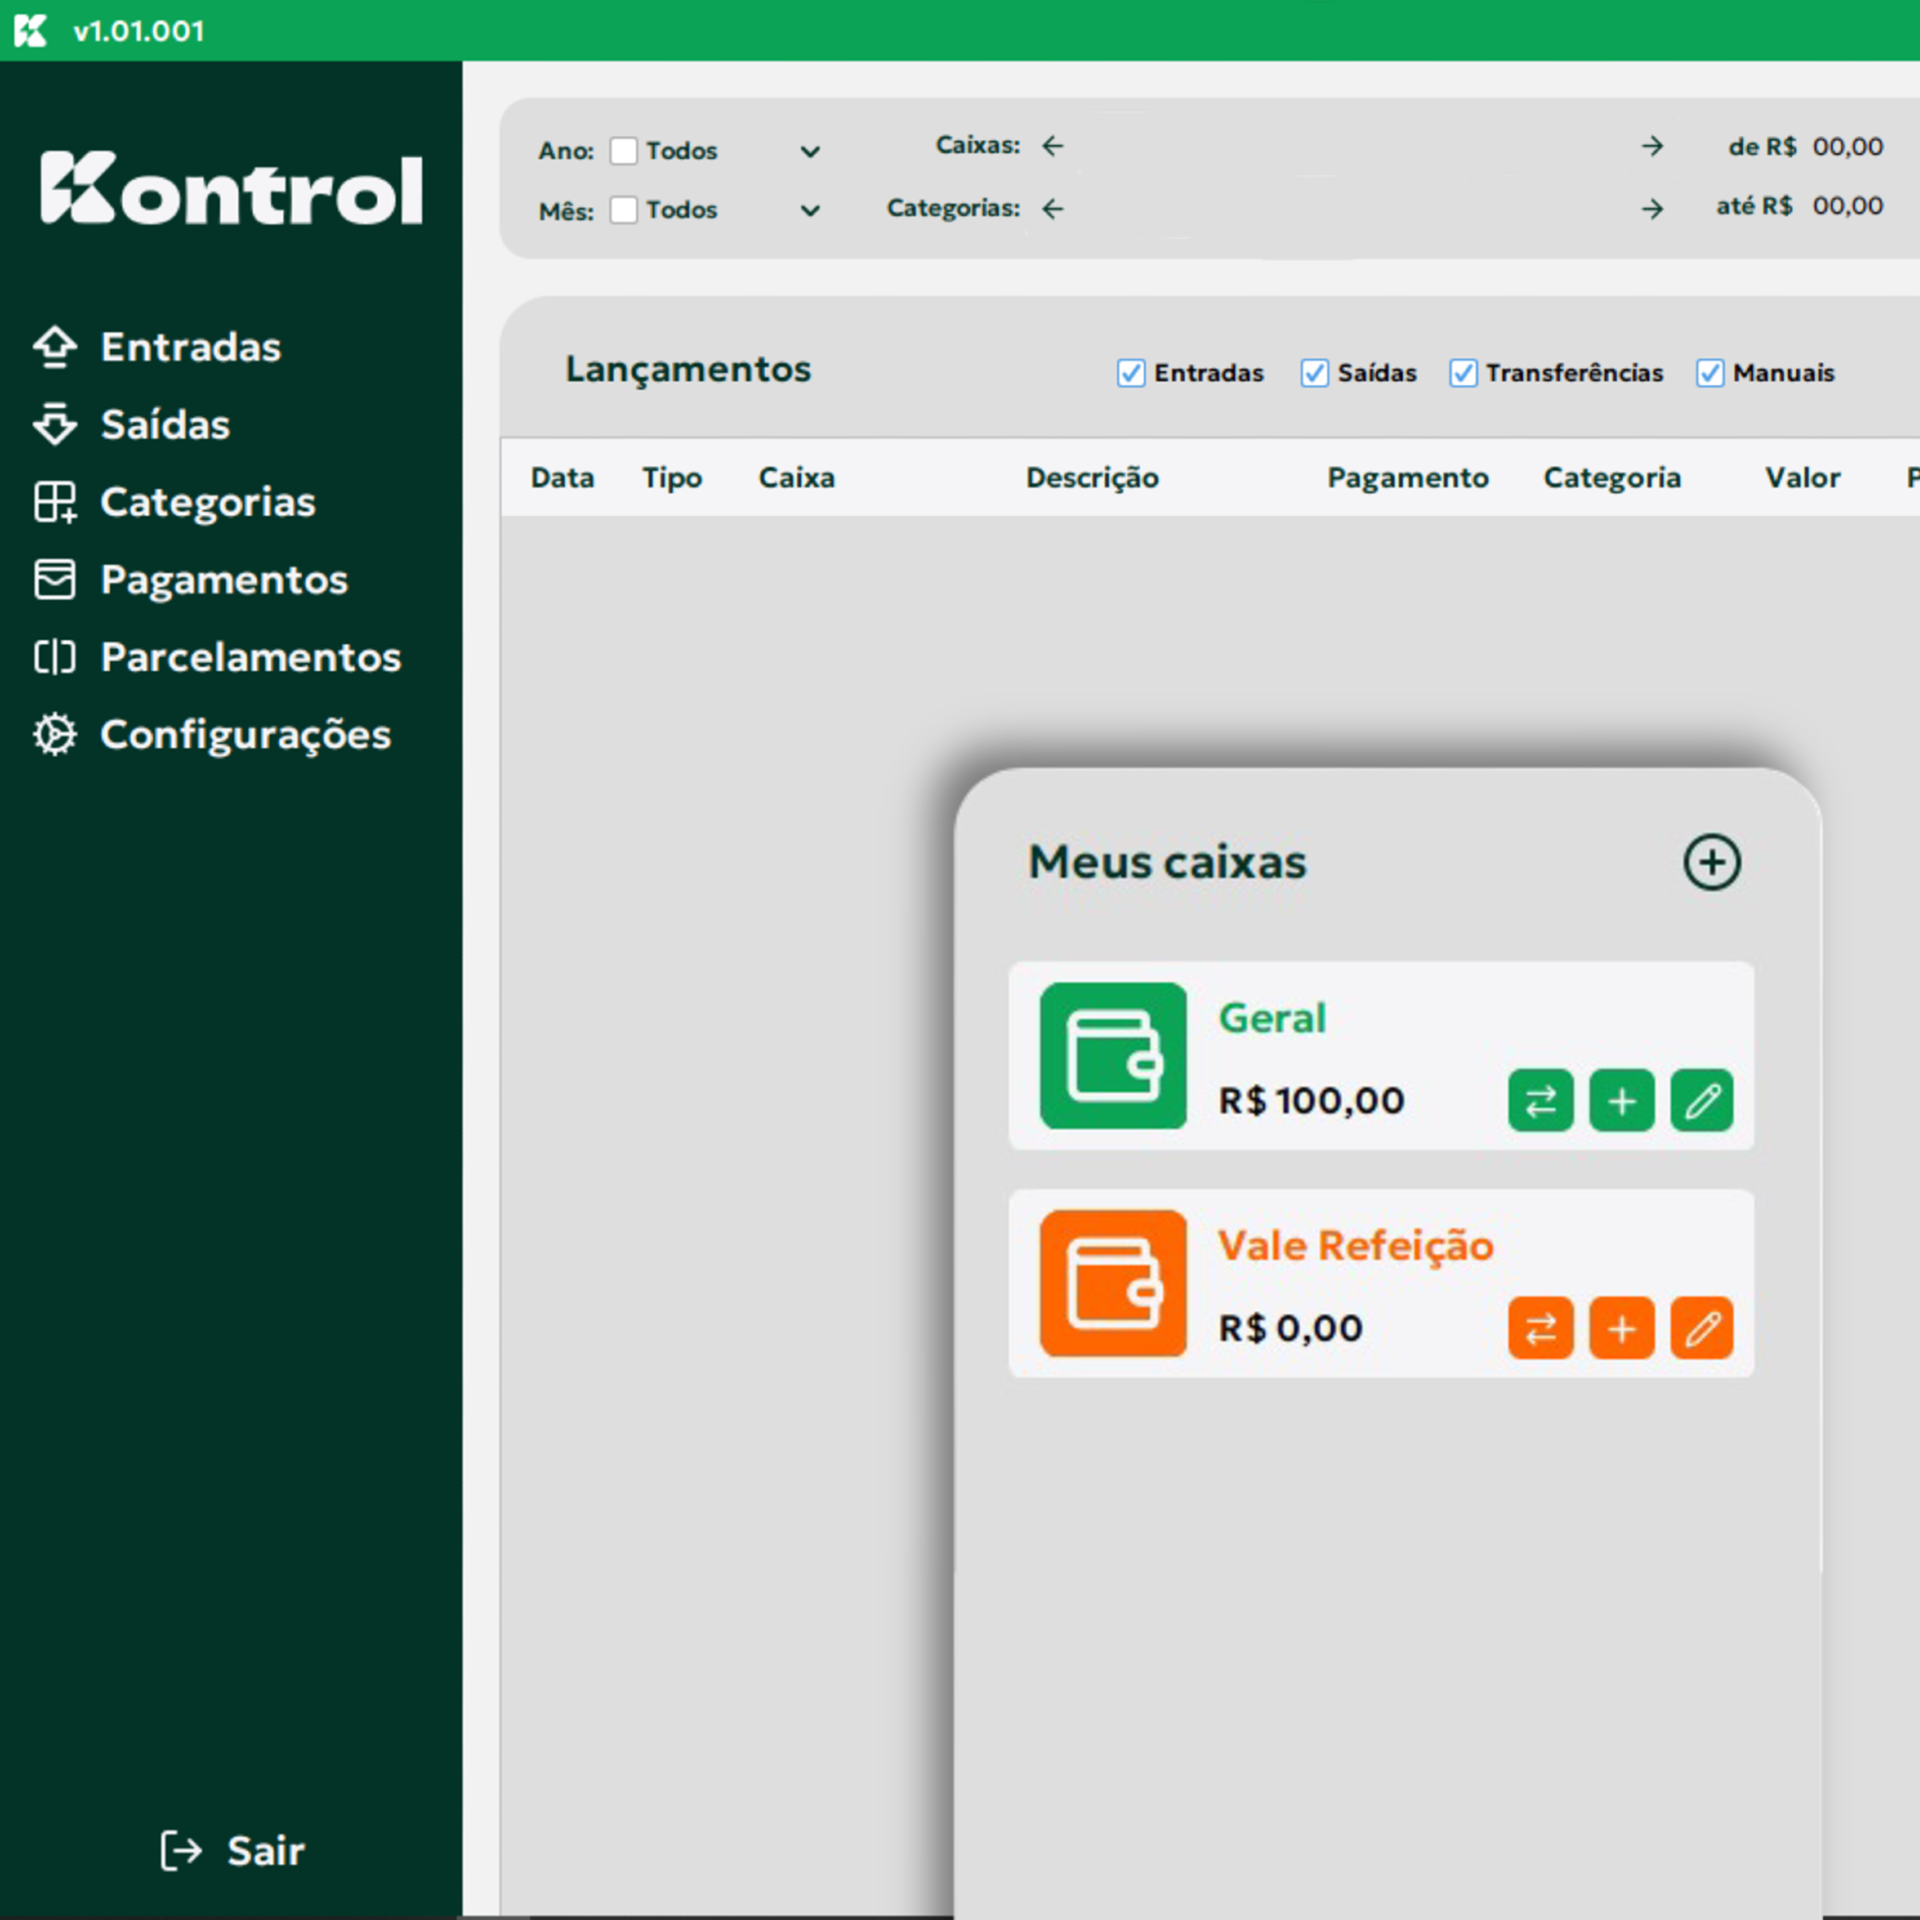 v1.01.001
Kontrol
Entradas
Saídas
Categorias
Pagamentos
Parcelamentos
Configurações
Sair
Ano: Todos
Mês: Todos
Caixas:
Categorias:
de R$ 00,00
até R$ 00,00
Lançamentos
Entradas Saídas Transferências Manuais
Data Tipo Caixa Descrição Pagamento Categoria Valor
Meus caixas
Geral
R$ 100,00
Vale Refeição
R$ 0,00